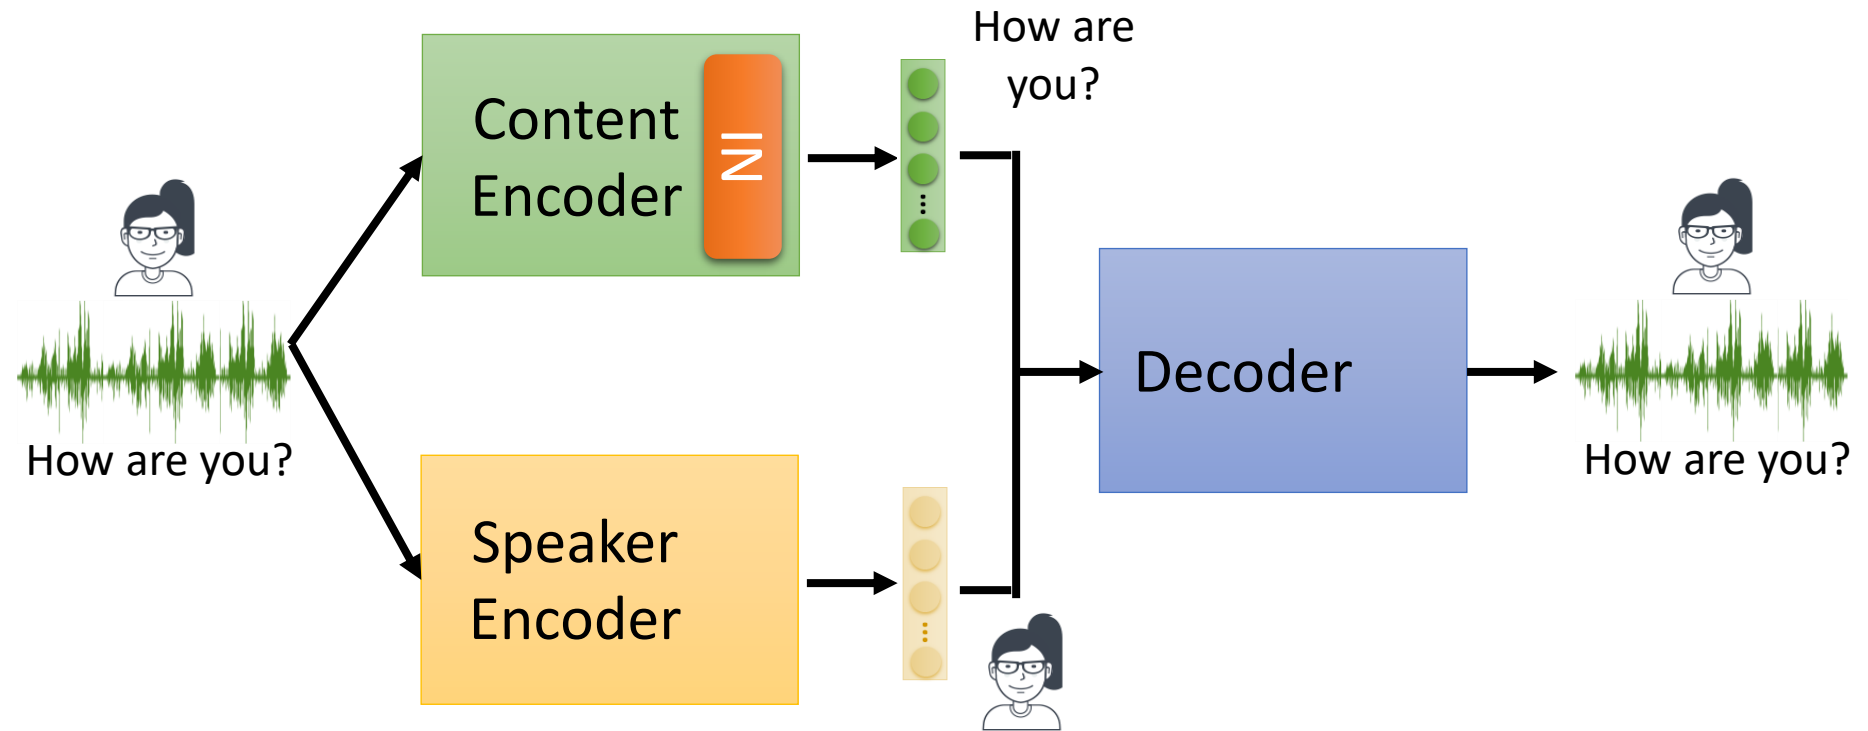 How are you?
Content
Encoder
IN
How are
you?
Speaker
Encoder
Decoder
How are you?